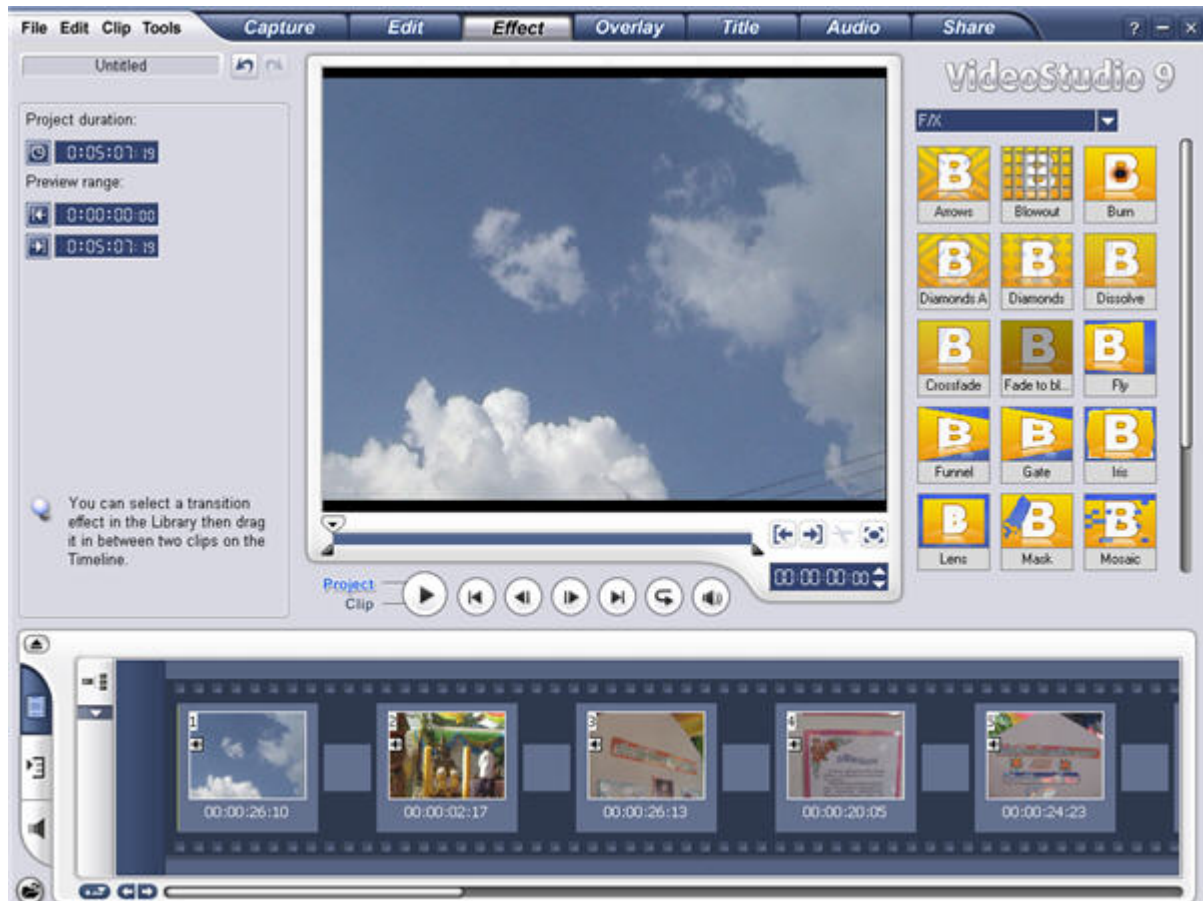 File Edit Clip Tools Capture Edit Effect Overlay Title Audio Share ? 
Untitled
VideoStudio 9
Project duration:
0:05:07:19
Preview range:
0:00:00:00
0:05:07:19
F/X
Arrows Blowout Burn
Diamonds A Diamonds Dissolve
Crossfade Fade to bl... Fly
Funnel Gate Iris
Lens Mask Mosaic
You can select a transition
effect in the Library then drag
it in between two clips on the
Timeline.
00:00:00:00
Project
Clip
1 2 3 4 5
00:00:26:10 00:00:02:17 00:00:26:13 00:00:20:05 00:00:24:23